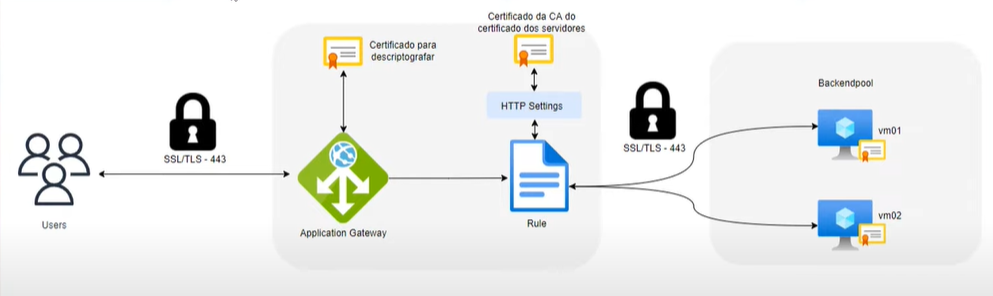 Certificado da CA do
certificado dos servidores
Certificado para
descriptografar
HTTP Settings
Backendpool
vm01
SSL/TLS - 443
SSL/TLS - 443
vm02
Users
Application Gateway
Rule